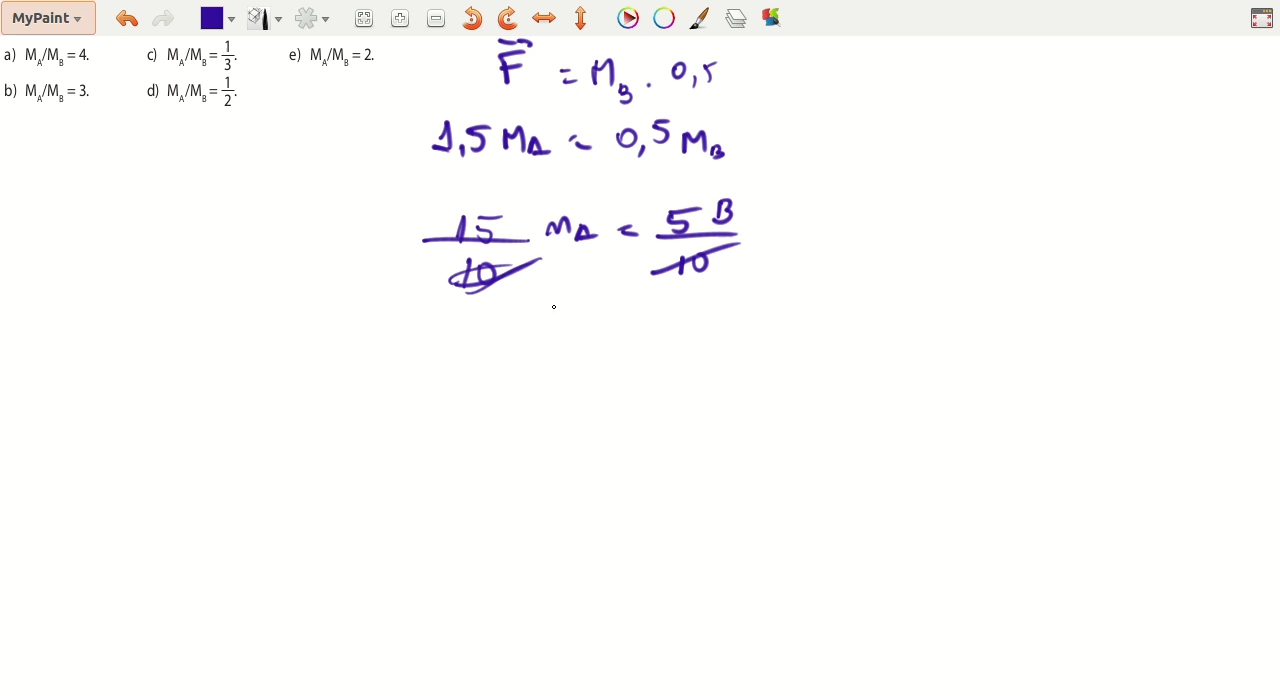 MyPaint
a) M_A/M_B = 4. c) M_A/M_B = 1/3. e) M_A/M_B = 2.
b) M_A/M_B = 3. d) M_A/M_B = 1/2.
F = M_B . 0,5
1,5 M_A = 0,5 M_B
15/10 M_A = 5 B/10